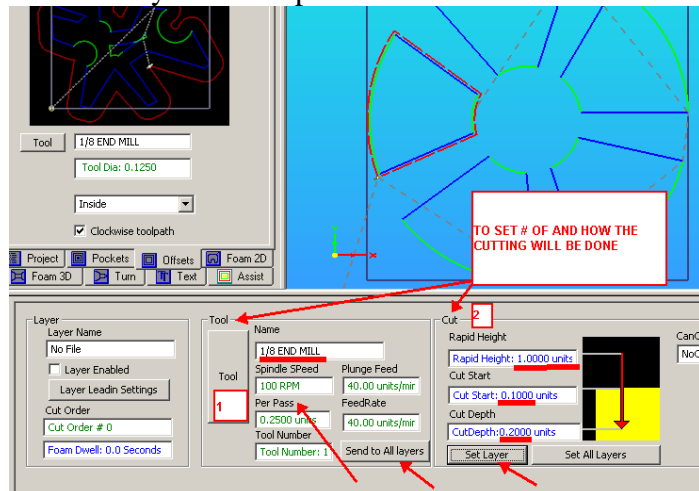 Tool
1/8 END MILL
Tool Dia: 0.1250
Inside
Clockwise toolpath
Project
Pockets
Offsets
Foam 2D
Foam 3D
Turn
Text
Assist
TO SET # OF AND HOW THE
CUTTING WILL BE DONE
Layer
Layer Name
No File
Layer Enabled
Layer Leadin Settings
Cut Order
Cut Order # 0
Foam Dwell: 0.0 Seconds
Tool
Tool
1
Name
1/8 END MILL
Spindle SPeed
Plunge Feed
100 RPM
40.00 units/mir
Per Pass
FeedRate
0.2500 units
40.00 units/mir
Tool Number
Tool Number: 1
Send to All layers
Cut
2
Rapid Height
Rapid Height: 1.0000 units
Cut Start
Cut Start: 0.1000 units
Cut Depth
CutDepth:0.2000 units
Set Layer
Set All Layers